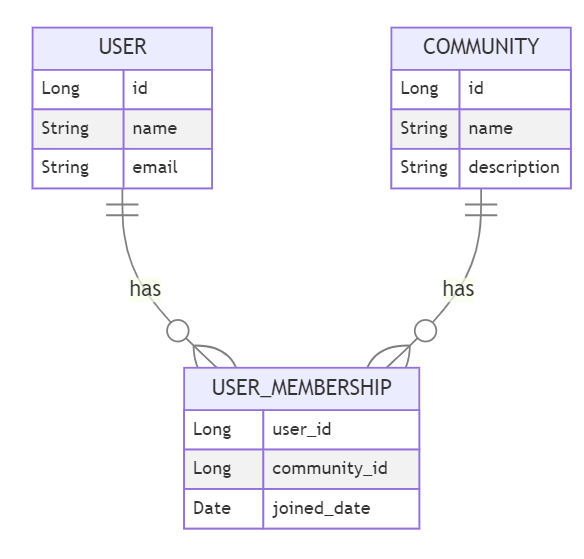 USER
Long id
String name
String email
COMMUNITY
Long id
String name
String description
has
has
USER_MEMBERSHIP
Long user_id
Long community_id
Date joined_date